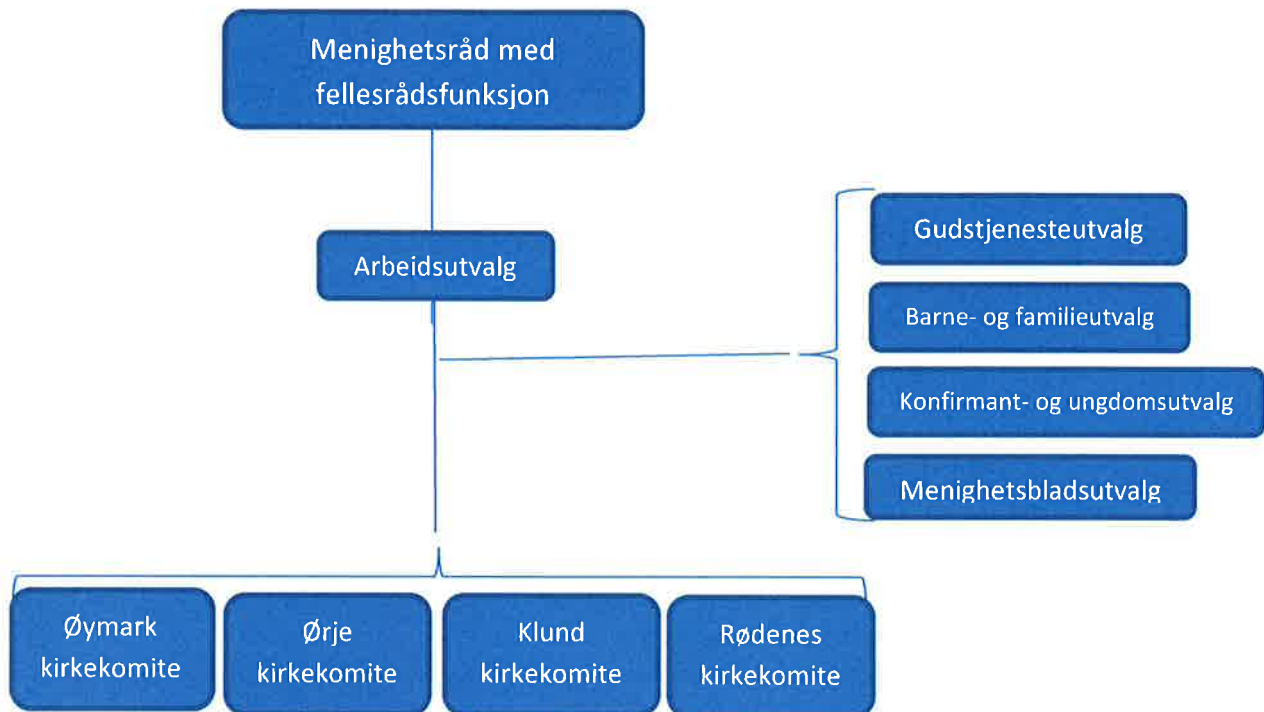 Menighetsråd med
fellesrådsfunksjon
Arbeidsutvalg
Gudstjenesteutvalg
Barne- og familieutvalg
Konfirmant- og ungdomsutvalg
Menighetsbladsutvalg
Øymark
kirkekomite
Ørje
kirkekomite
Klund
kirkekomite
Rødenes
kirkekomite